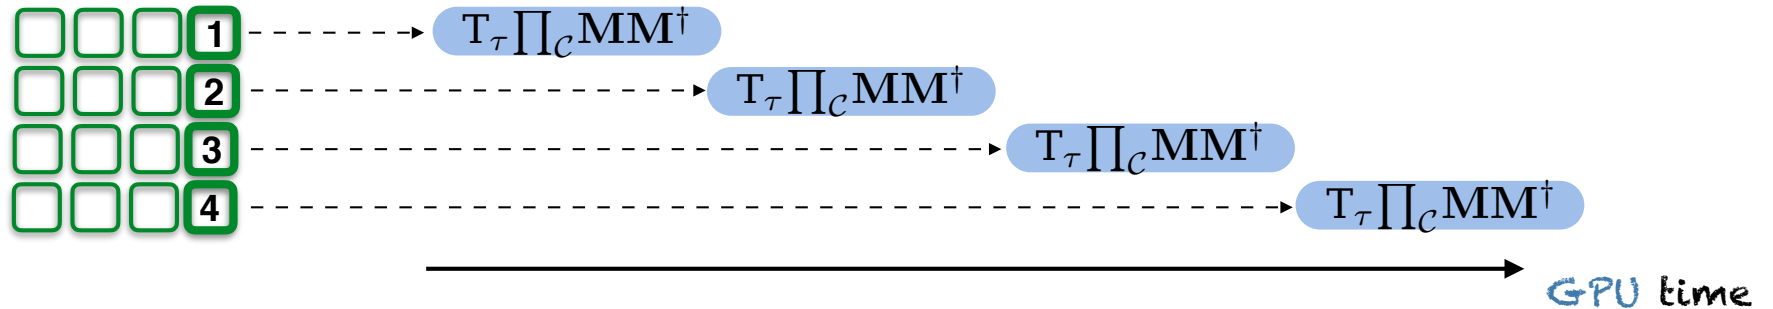 1 T_τ ∏_𝒞 MM†
2 T_τ ∏_𝒞 MM†
3 T_τ ∏_𝒞 MM†
4 T_τ ∏_𝒞 MM†
GPU time